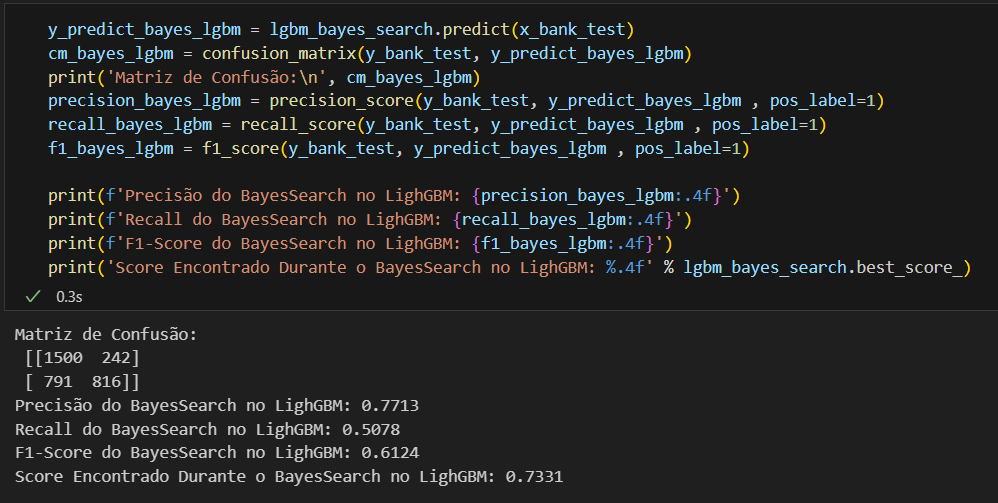 y_predict_bayes_lgbm = lgbm_bayes_search.predict(x_bank_test)
cm_bayes_lgbm = confusion_matrix(y_bank_test, y_predict_bayes_lgbm)
print('Matriz de Confusão:\n', cm_bayes_lgbm)
precision_bayes_lgbm = precision_score(y_bank_test, y_predict_bayes_lgbm , pos_label=1)
recall_bayes_lgbm = recall_score(y_bank_test, y_predict_bayes_lgbm , pos_label=1)
f1_bayes_lgbm = f1_score(y_bank_test, y_predict_bayes_lgbm , pos_label=1)

print(f'Precisão do BayesSearch no LighGBM: {precision_bayes_lgbm:.4f}')
print(f'Recall do BayesSearch no LighGBM: {recall_bayes_lgbm:.4f}')
print(f'F1-Score do BayesSearch no LighGBM: {f1_bayes_lgbm:.4f}')
print('Score Encontrado Durante o BayesSearch no LighGBM: %.4f' % lgbm_bayes_search.best_score_)
0.3s
Matriz de Confusão:
 [[1500  242]
 [ 791  816]]
Precisão do BayesSearch no LighGBM: 0.7713
Recall do BayesSearch no LighGBM: 0.5078
F1-Score do BayesSearch no LighGBM: 0.6124
Score Encontrado Durante o BayesSearch no LighGBM: 0.7331